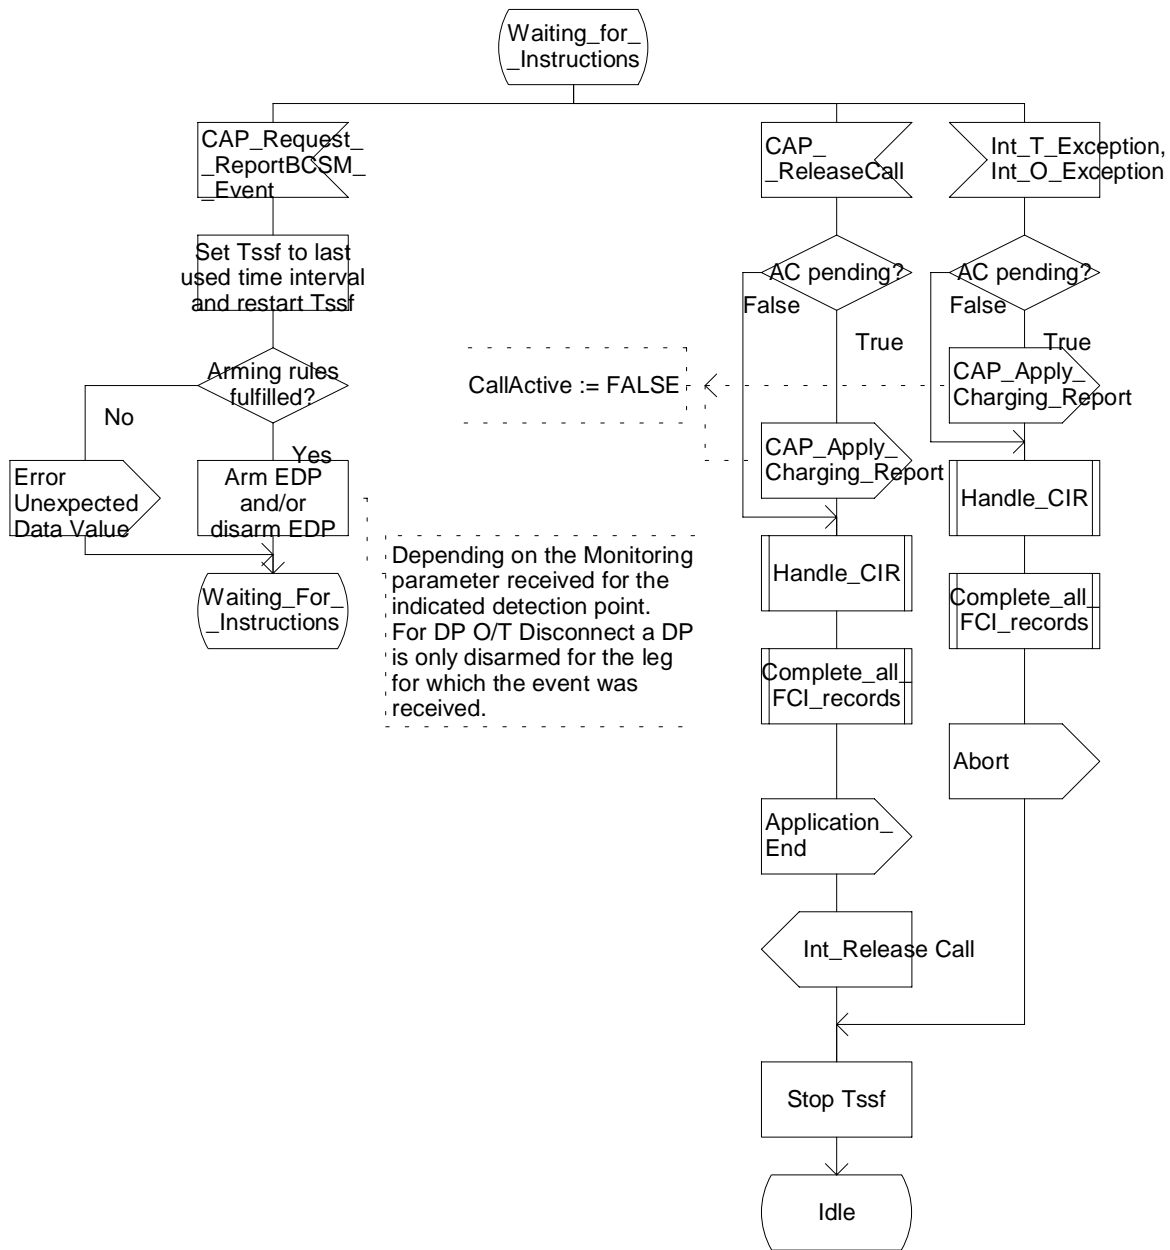 Waiting_for_
_Instructions
CAP_Request_
_ReportBCSM_
_Event
Set Tssf to last
used time interval
and restart Tssf
Arming rules
fulfilled?
No
Yes
Error
Unexpected
Data Value
Arm EDP
and/or
disarm EDP
Waiting_For_
_Instructions
Depending on the Monitoring
parameter received for the
indicated detection point.
For DP O/T Disconnect a DP
is only disarmed for the leg
for which the event was
received.
CallActive := FALSE
CAP_
_ReleaseCall
AC pending?
False
True
CAP_Apply_
Charging_Report
Handle_CIR
Complete_all_
FCI_records
Application_
End
Int_Release Call
Int_T_Exception,
Int_O_Exception
AC pending?
False
True
CAP_Apply_
Charging_Report
Handle_CIR
Complete_all_
FCI_records
Abort
Stop Tssf
Idle